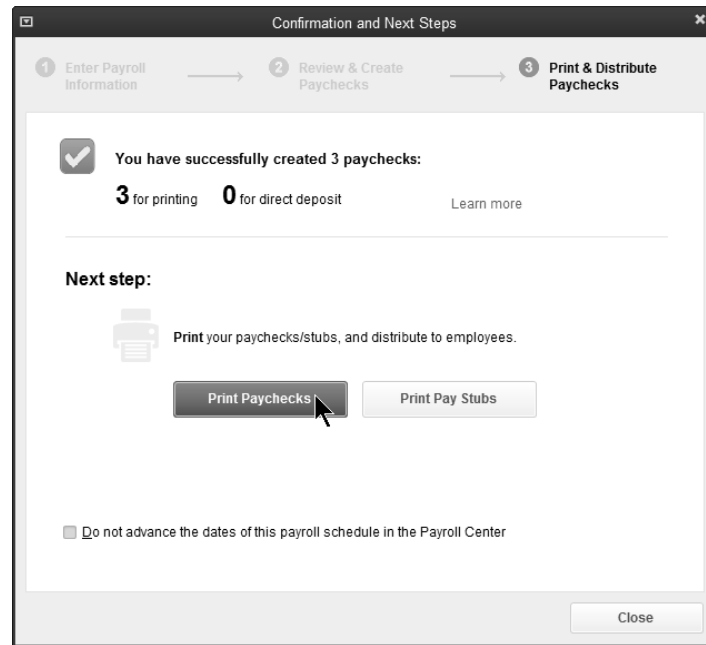 Confirmation and Next Steps
1 Enter Payroll
Information
2 Review & Create
Paychecks
3 Print & Distribute
Paychecks
You have successfully created 3 paychecks:
3 for printing 0 for direct deposit Learn more
Next step:
Print your paychecks/stubs, and distribute to employees.
Print Paychecks Print Pay Stubs
Do not advance the dates of this payroll schedule in the Payroll Center
Close